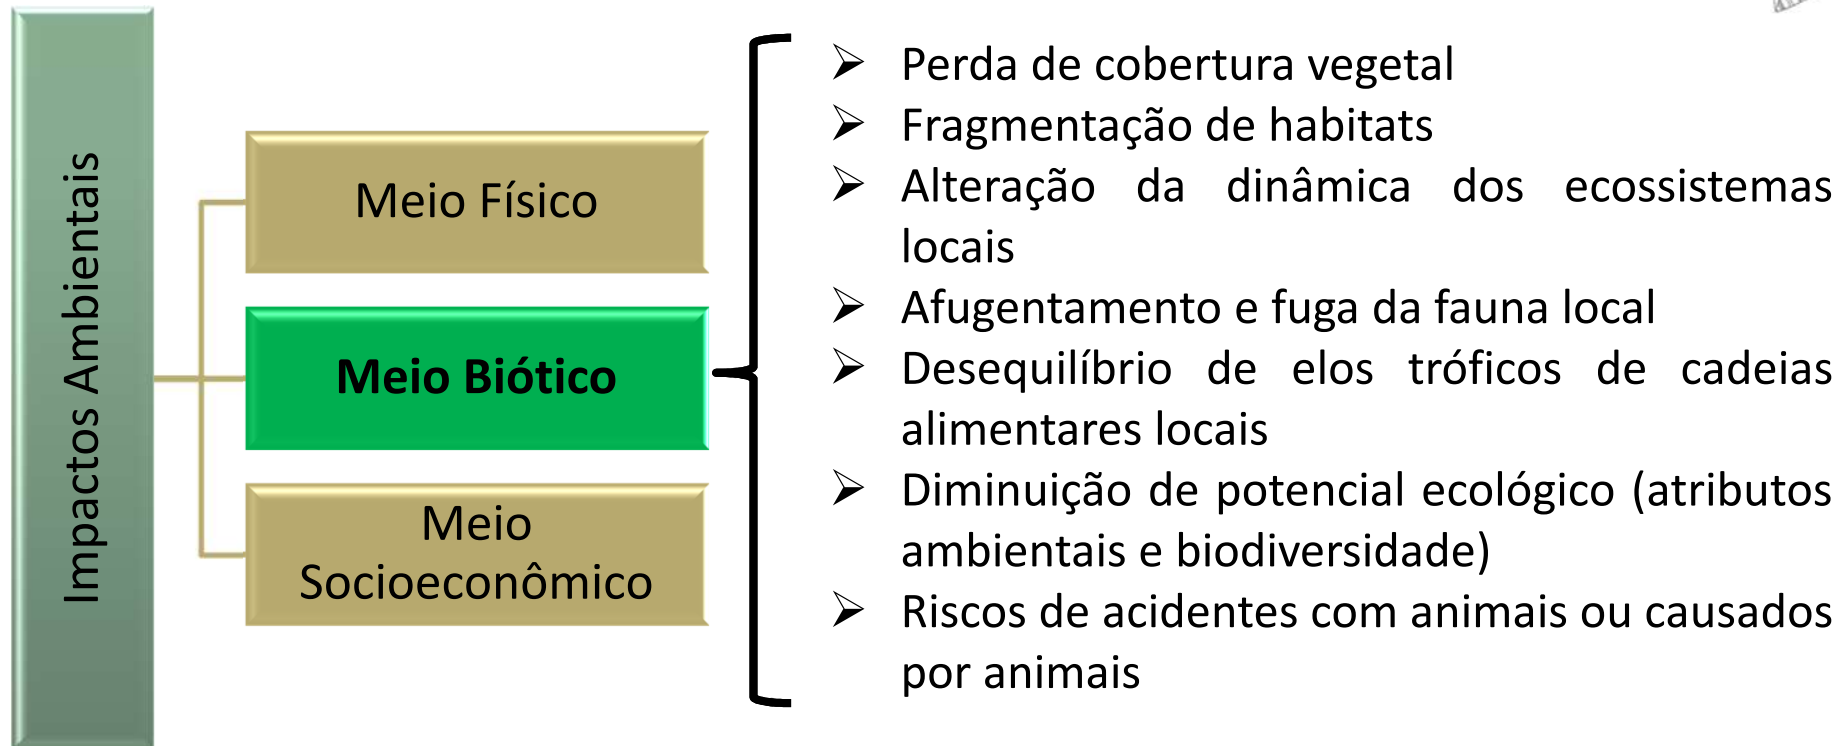 Impactos Ambientais
Meio Físico
Meio Biótico
Meio
Socioeconômico
➢ Perda de cobertura vegetal
➢ Fragmentação de habitats
➢ Alteração da dinâmica dos ecossistemas
locais
➢ Afugentamento e fuga da fauna local
➢ Desequilíbrio de elos tróficos de cadeias
alimentares locais
➢ Diminuição de potencial ecológico (atributos
ambientais e biodiversidade)
➢ Riscos de acidentes com animais ou causados
por animais